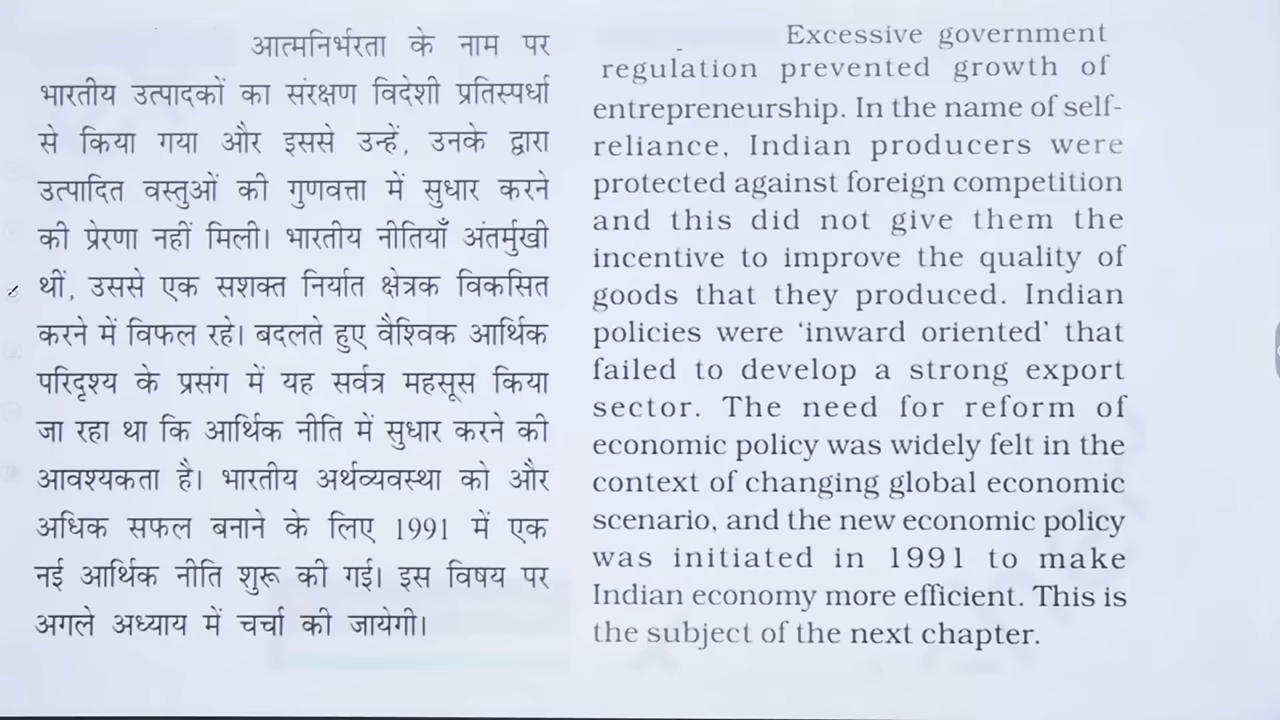 आत्मनिर्भरता के नाम पर
भारतीय उत्पादकों का संरक्षण विदेशी प्रतिस्पर्धा
से किया गया और इससे उन्हें, उनके द्वारा
उत्पादित वस्तुओं की गुणवत्ता में सुधार करने
की प्रेरणा नहीं मिली। भारतीय नीतियाँ अंतर्मुखी
थीं, उससे एक सशक्त निर्यात क्षेत्रक विकसित
करने में विफल रहे। बदलते हुए वैश्विक आर्थिक
परिदृश्य के प्रसंग में यह सर्वत्र महसूस किया
जा रहा था कि आर्थिक नीति में सुधार करने की
आवश्यकता है। भारतीय अर्थव्यवस्था को और
अधिक सफल बनाने के लिए 1991 में एक
नई आर्थिक नीति शुरू की गई। इस विषय पर
अगले अध्याय में चर्चा की जायेगी।
Excessive government
regulation prevented growth of
entrepreneurship. In the name of self-
reliance, Indian producers were
protected against foreign competition
and this did not give them the
incentive to improve the quality of
goods that they produced. Indian
policies were ‘inward oriented’ that
failed to develop a strong export
sector. The need for reform of
economic policy was widely felt in the
context of changing global economic
scenario, and the new economic policy
was initiated in 1991 to make
Indian economy more efficient. This is
the subject of the next chapter.